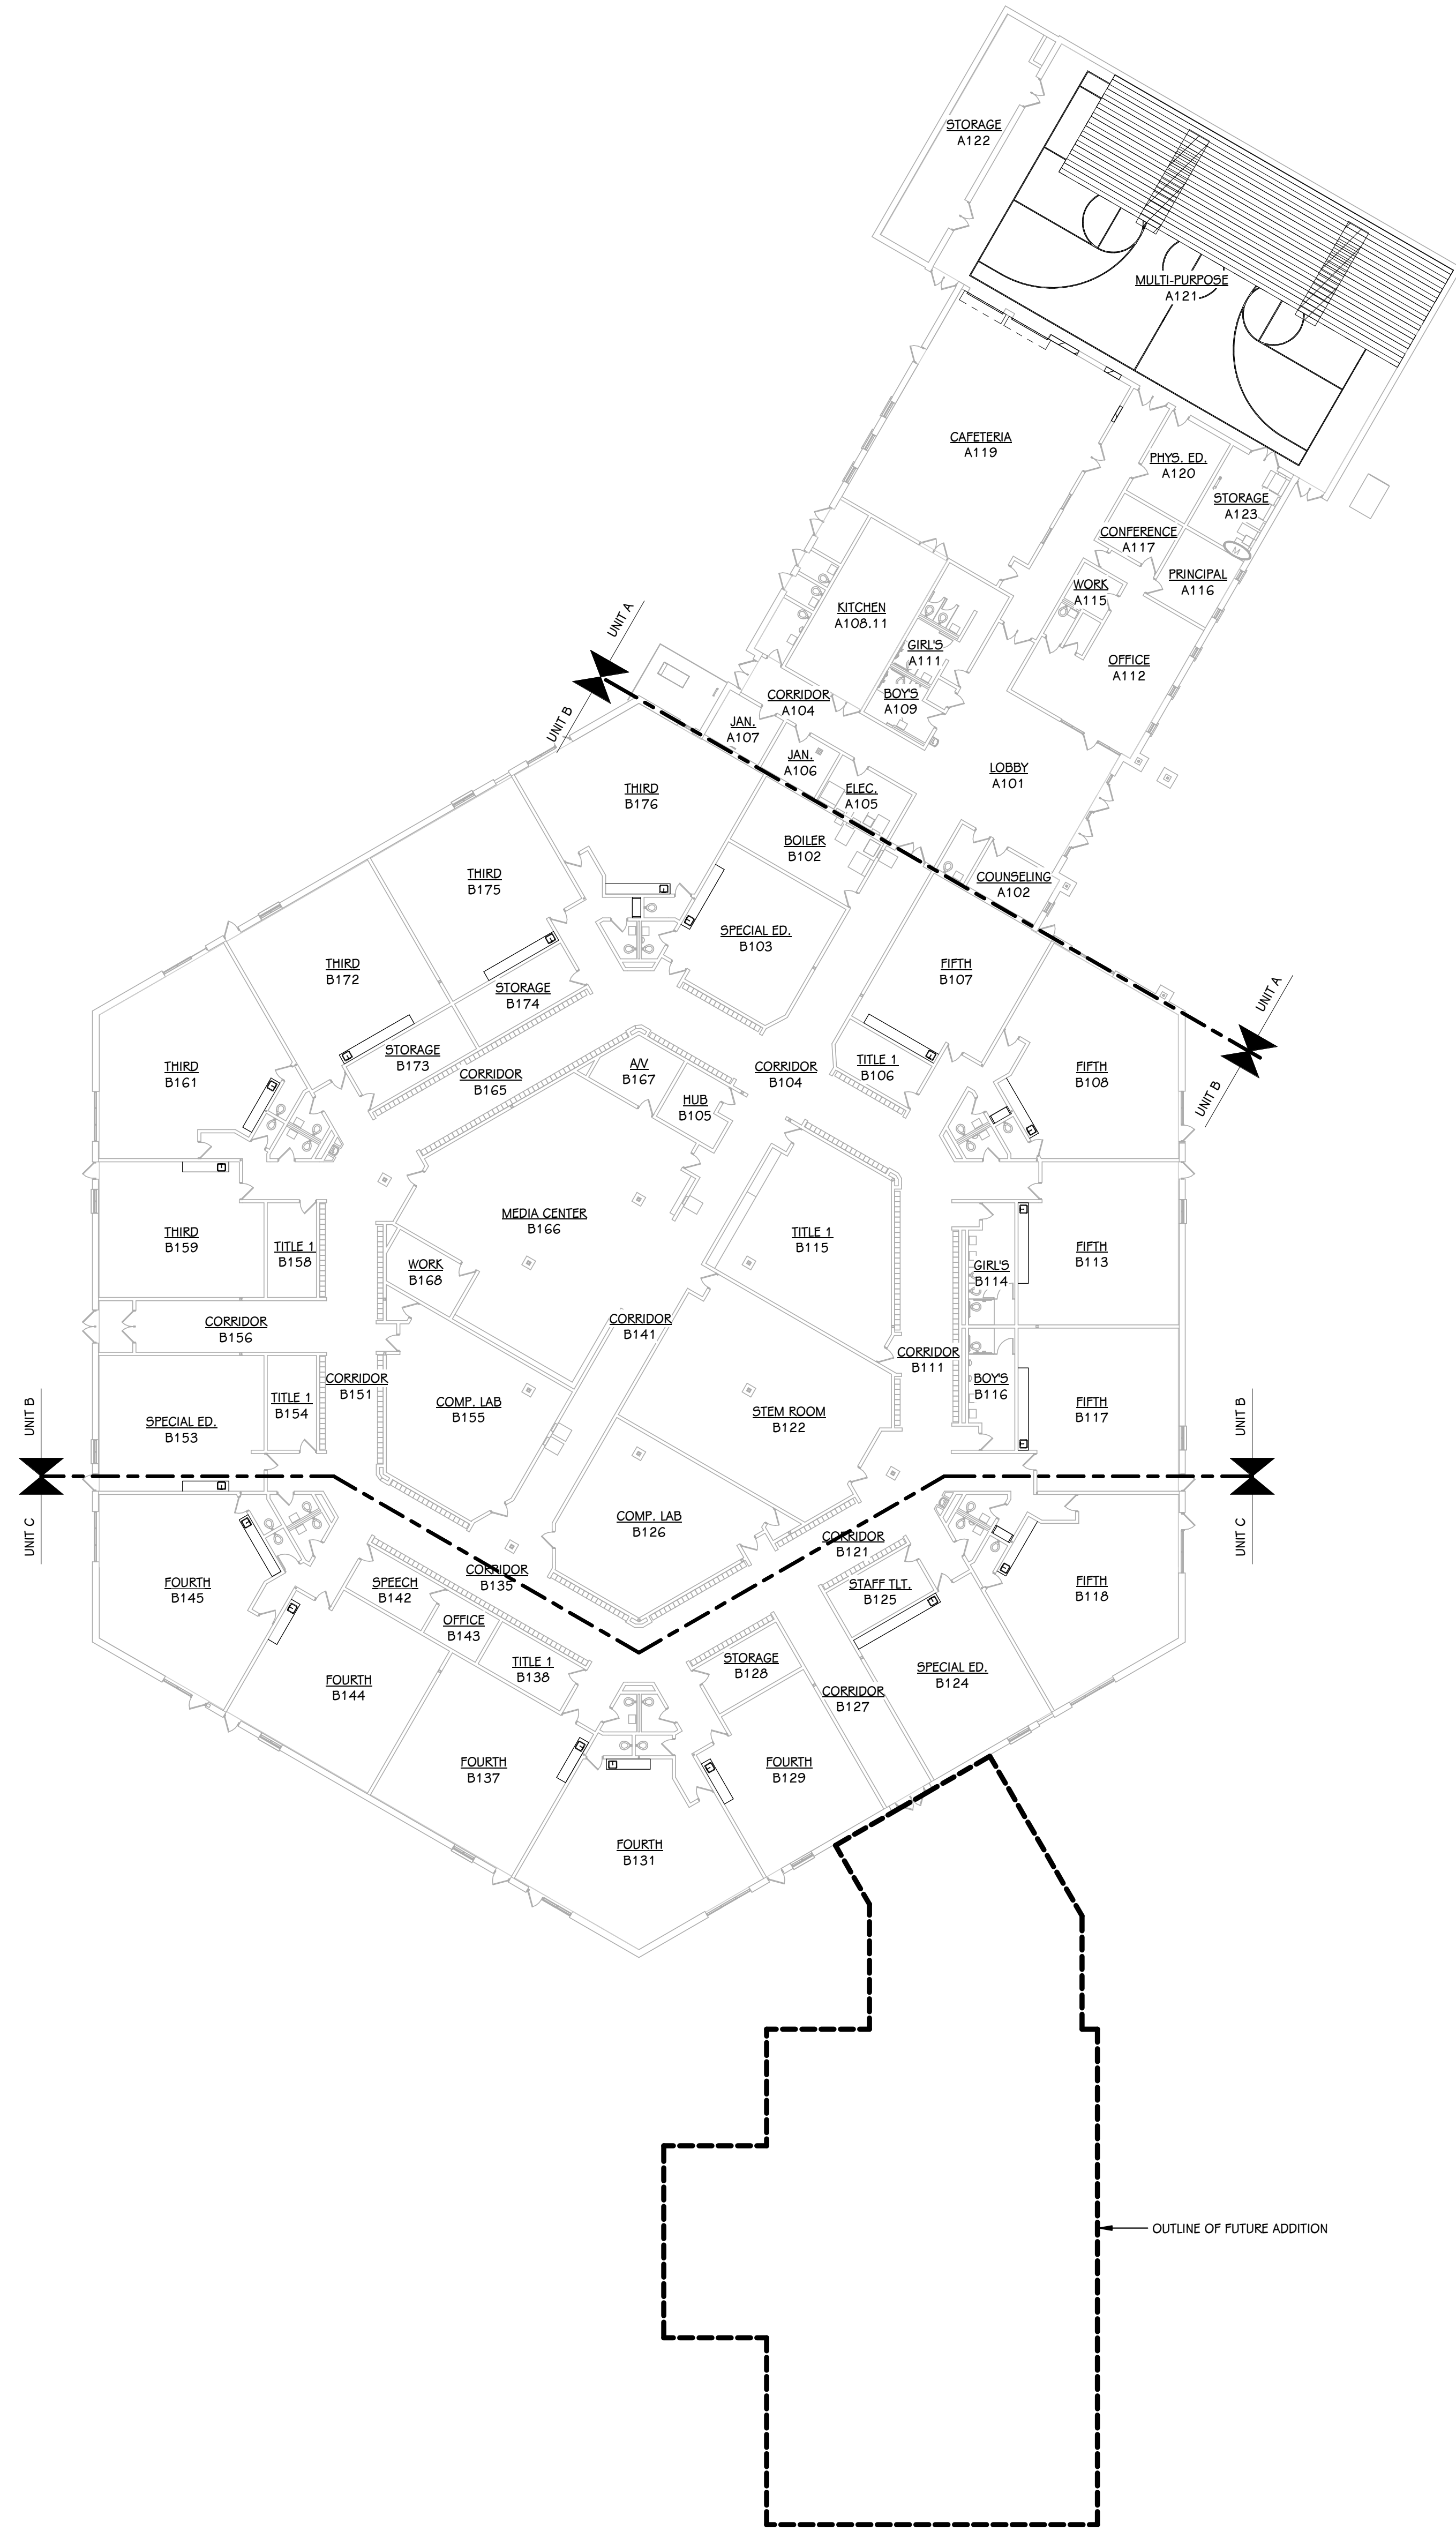 STORAGE
A122
MULTI-PURPOSE
A121
CAFETERIA
A119
PHYS. ED.
A120
STORAGE
A123
CONFERENCE
A117
M
PRINCIPAL
A116
WORK
A115
KITCHEN
A108.11
GIRL'S
A111
OFFICE
A112
UNIT A
UNIT B
CORRIDOR
A104
BOY'S
A109
JAN.
A107
JAN.
A106
LOBBY
A101
ELEC.
A105
THIRD
B176
BOILER
B102
COUNSELING
A102
THIRD
B175
SPECIAL ED.
B103
THIRD
B172
FIFTH
B107
STORAGE
B174
UNIT A
UNIT B
STORAGE
B173
CORRIDOR
B165
A/V
B167
CORRIDOR
B104
TITLE 1
B106
THIRD
B161
FIFTH
B108
HUB
B105
MEDIA CENTER
B166
THIRD
B159
TITLE 1
B158
TITLE 1
B115
GIRL'S
B114
FIFTH
B113
WORK
B168
CORRIDOR
B156
CORRIDOR
B141
CORRIDOR
B111
CORRIDOR
B151
BOY'S
B116
SPECIAL ED.
B153
TITLE 1
B154
COMP. LAB
B155
STEM ROOM
B122
FIFTH
B117
UNIT B
UNIT C
UNIT B
UNIT C
COMP. LAB
B126
CORRIDOR
B121
CORRIDOR
B135
FOURTH
B145
SPEECH
B142
STAFF TLT.
B125
FIFTH
B118
OFFICE
B143
TITLE 1
B138
STORAGE
B128
SPECIAL ED.
B124
FOURTH
B144
CORRIDOR
B127
FOURTH
B137
FOURTH
B129
FOURTH
B131
OUTLINE OF FUTURE ADDITION